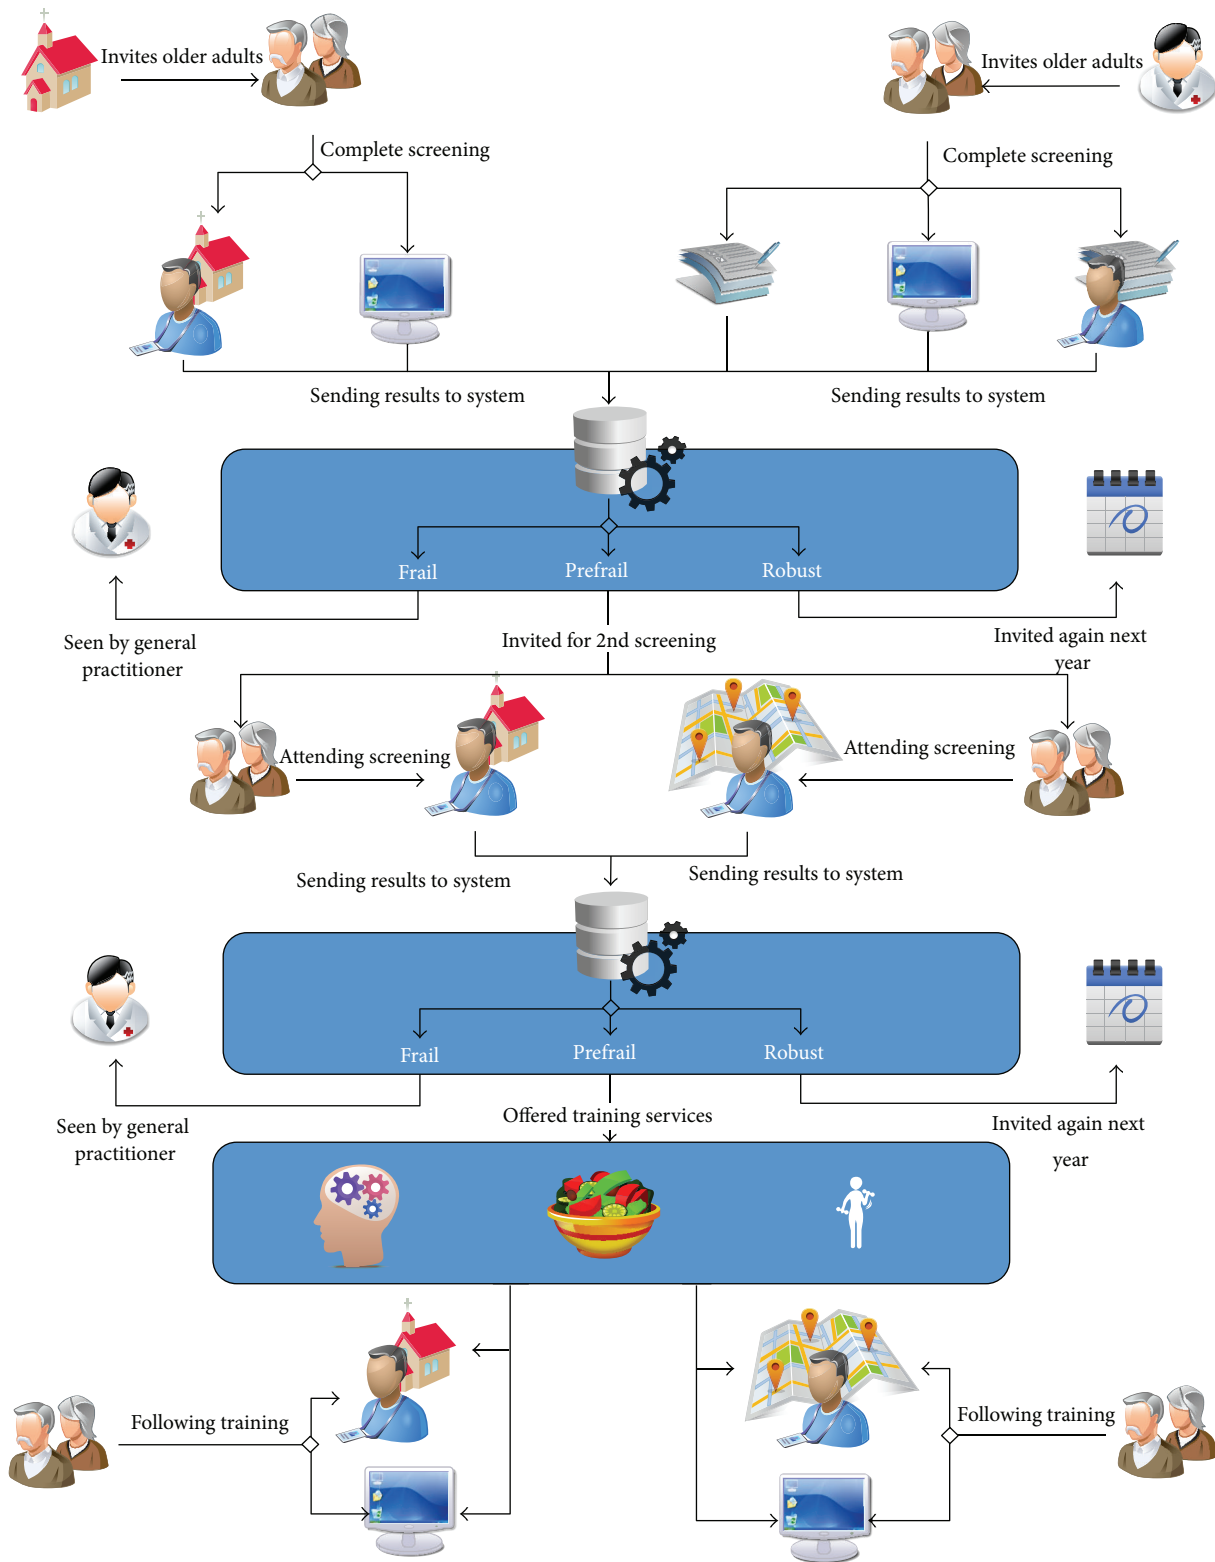 Invites older adults
Invites older adults
Complete screening
Complete screening
Sending results to system
Sending results to system
Frail
Prefrail
Robust
Seen by general
practitioner
Invited for 2nd screening
Invited again next
year
Attending screening
Attending screening
Sending results to system
Sending results to system
Frail
Prefrail
Robust
Seen by general
practitioner
Offered training services
Invited again next
year
Following training
Following training